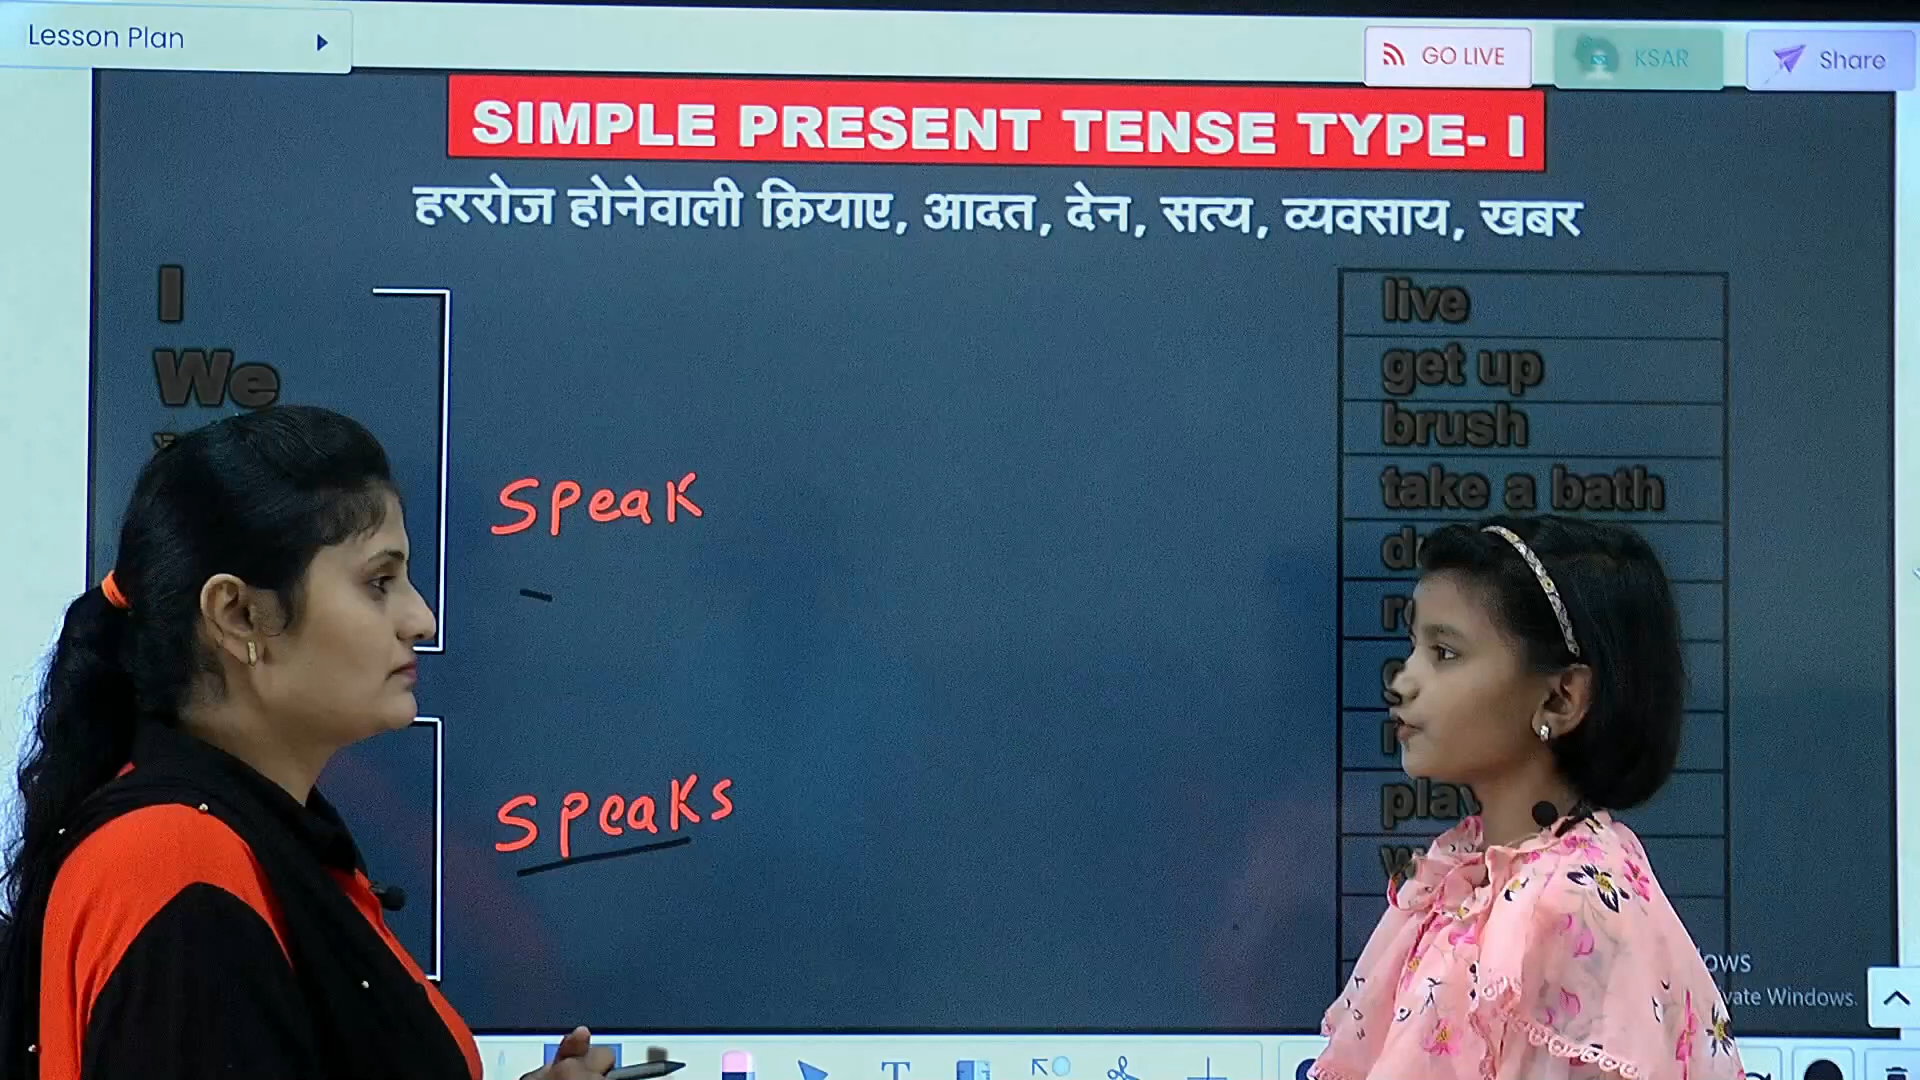 Lesson Plan
GO LIVE
KSAR
Share
SIMPLE PRESENT TENSE TYPE- I
हररोज होनेवाली क्रियाए, आदत, देन, सत्य, व्यवसाय, खबर
I
We
Speak
Speaks
live
get up
brush
take a bath
Windows.